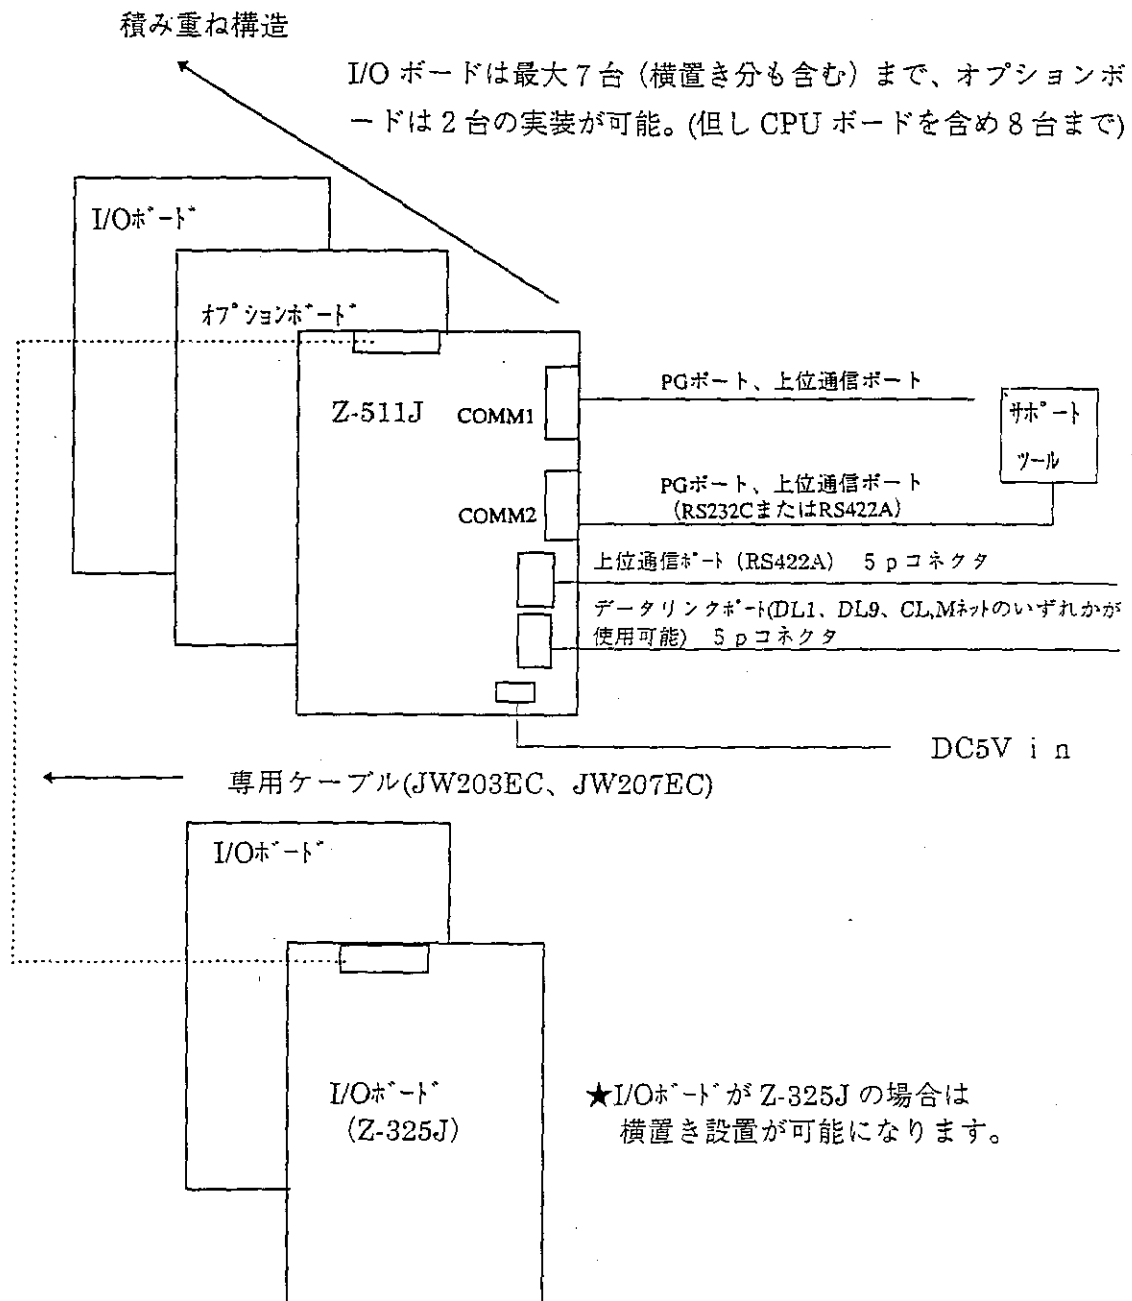 積み重ね構造
I/O ボードは最大７台（横置き分も含む）まで、オプションボ
ードは２台の実装が可能。(但し CPU ボードを含め８台まで)
I/Oﾎﾞｰﾄﾞ
ｵﾌﾟｼｮﾝﾎﾞｰﾄﾞ
Z-511J
COMM1
PGポート、上位通信ポート
ｻﾎﾟｰﾄ
ﾂｰﾙ
COMM2
PGポート、上位通信ポート
(RS232CまたはRS422A)
上位通信ﾎﾟｰﾄ（RS422A）　５ｐコネクタ
データリンクﾎﾟｰﾄ(DL1、DL9、CL,Mﾈｯﾄのいずれかが
使用可能)　５ｐコネクタ
DC5V ｉｎ
専用ケーブル(JW203EC、JW207EC)
I/Oﾎﾞｰﾄﾞ
I/Oﾎﾞｰﾄﾞ
（Z-325J）
★I/Oﾎﾞｰﾄﾞが Z-325J の場合は
横置き設置が可能になります。